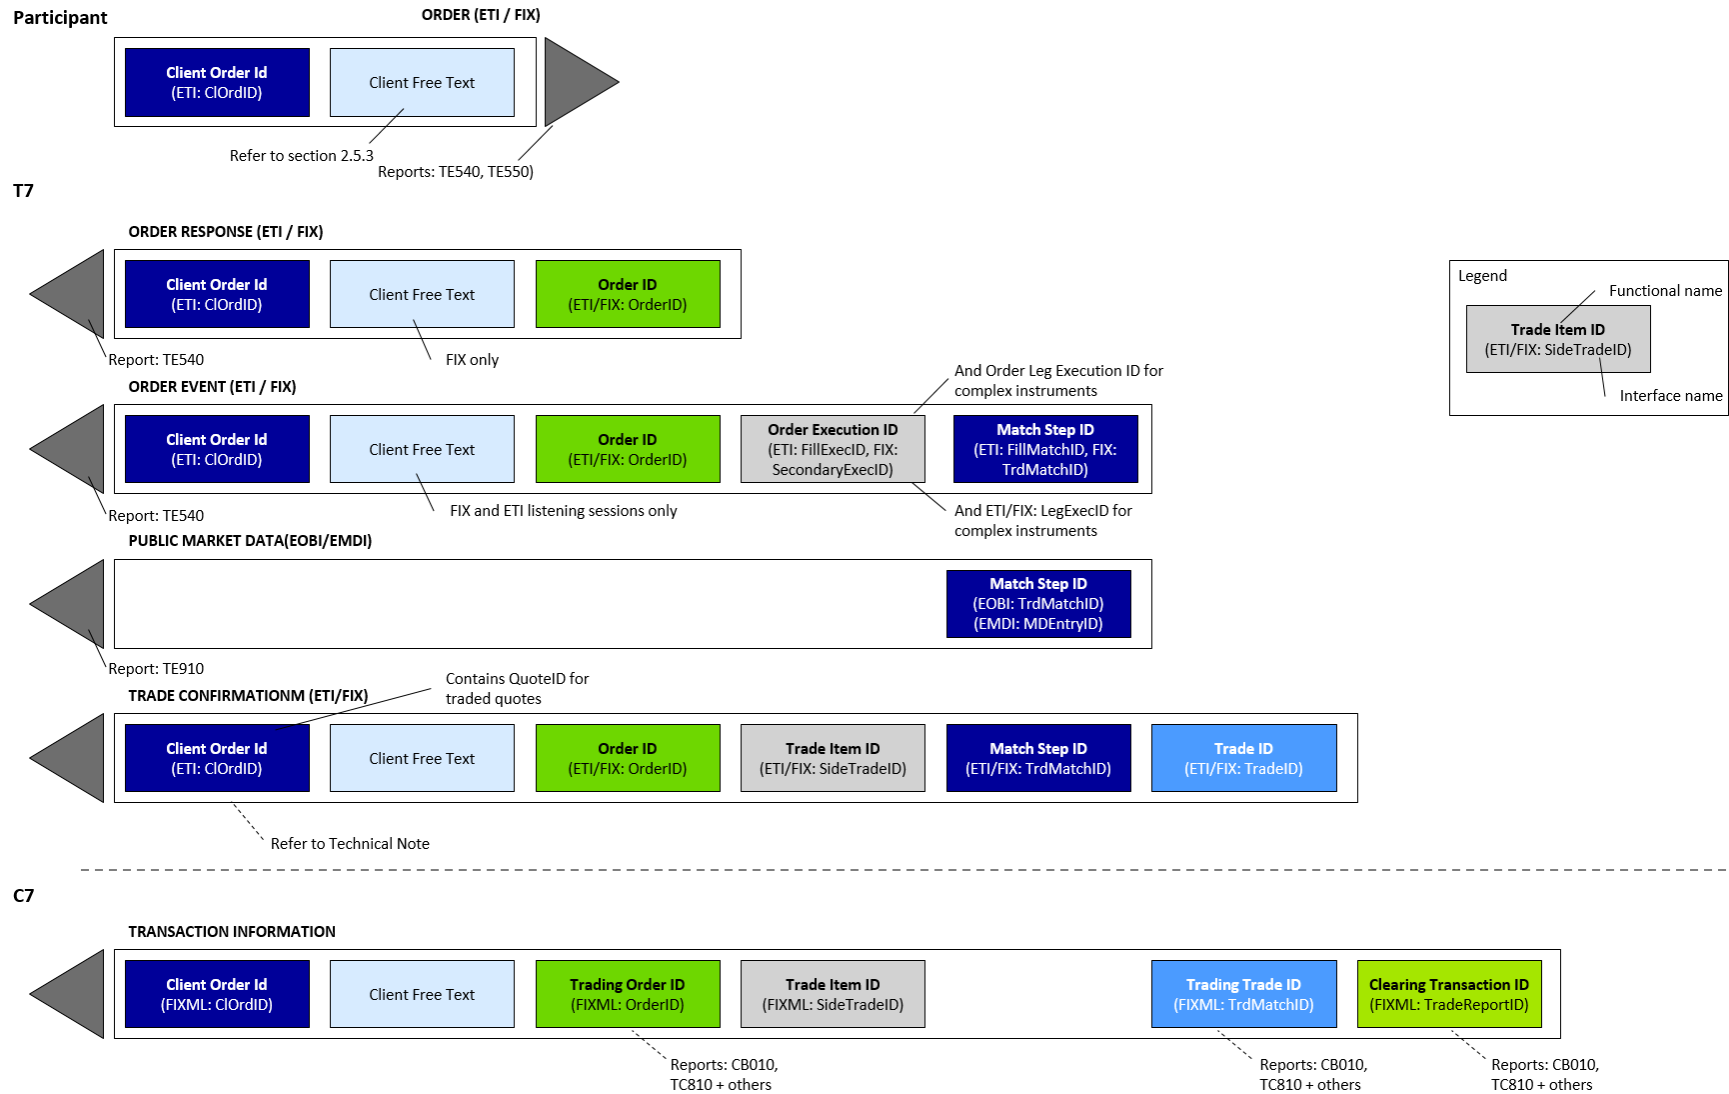 Participant
ORDER (ETI / FIX)
Client Order Id
(ETI: ClOrdID)
Client Free Text
Refer to section 2.5.3
Reports: TE540, TE550)
T7
ORDER RESPONSE (ETI / FIX)
Client Order Id
(ETI: ClOrdID)
Client Free Text
Order ID
(ETI/FIX: OrderID)
Report: TE540
FIX only
Legend
Functional name
Trade Item ID
(ETI/FIX: SideTradeID)
Interface name
ORDER EVENT (ETI / FIX)
And Order Leg Execution ID for
complex instruments
Client Order Id
(ETI: ClOrdID)
Client Free Text
Order ID
(ETI/FIX: OrderID)
Order Execution ID
(ETI: FillExecID, FIX:
SecondaryExecID)
Match Step ID
(ETI: FillMatchID, FIX:
TrdMatchID)
Report: TE540
FIX and ETI listening sessions only
And ETI/FIX: LegExecID for
complex instruments
PUBLIC MARKET DATA(EOBI/EMDI)
Match Step ID
(EOBI: TrdMatchID)
(EMDI: MDEntryID)
Report: TE910
Contains QuoteID for
traded quotes
TRADE CONFIRMATIONM (ETI/FIX)
Client Order Id
(ETI: ClOrdID)
Client Free Text
Order ID
(ETI/FIX: OrderID)
Trade Item ID
(ETI/FIX: SideTradeID)
Match Step ID
(ETI/FIX: TrdMatchID)
Trade ID
(ETI/FIX: TradeID)
Refer to Technical Note
C7
TRANSACTION INFORMATION
Client Order Id
(FIXML: ClOrdID)
Client Free Text
Trading Order ID
(FIXML: OrderID)
Trade Item ID
(FIXML: SideTradeID)
Trading Trade ID
(FIXML: TrdMatchID)
Clearing Transaction ID
(FIXML: TradeReportID)
Reports: CB010,
TC810 + others
Reports: CB010,
TC810 + others
Reports: CB010,
TC810 + others